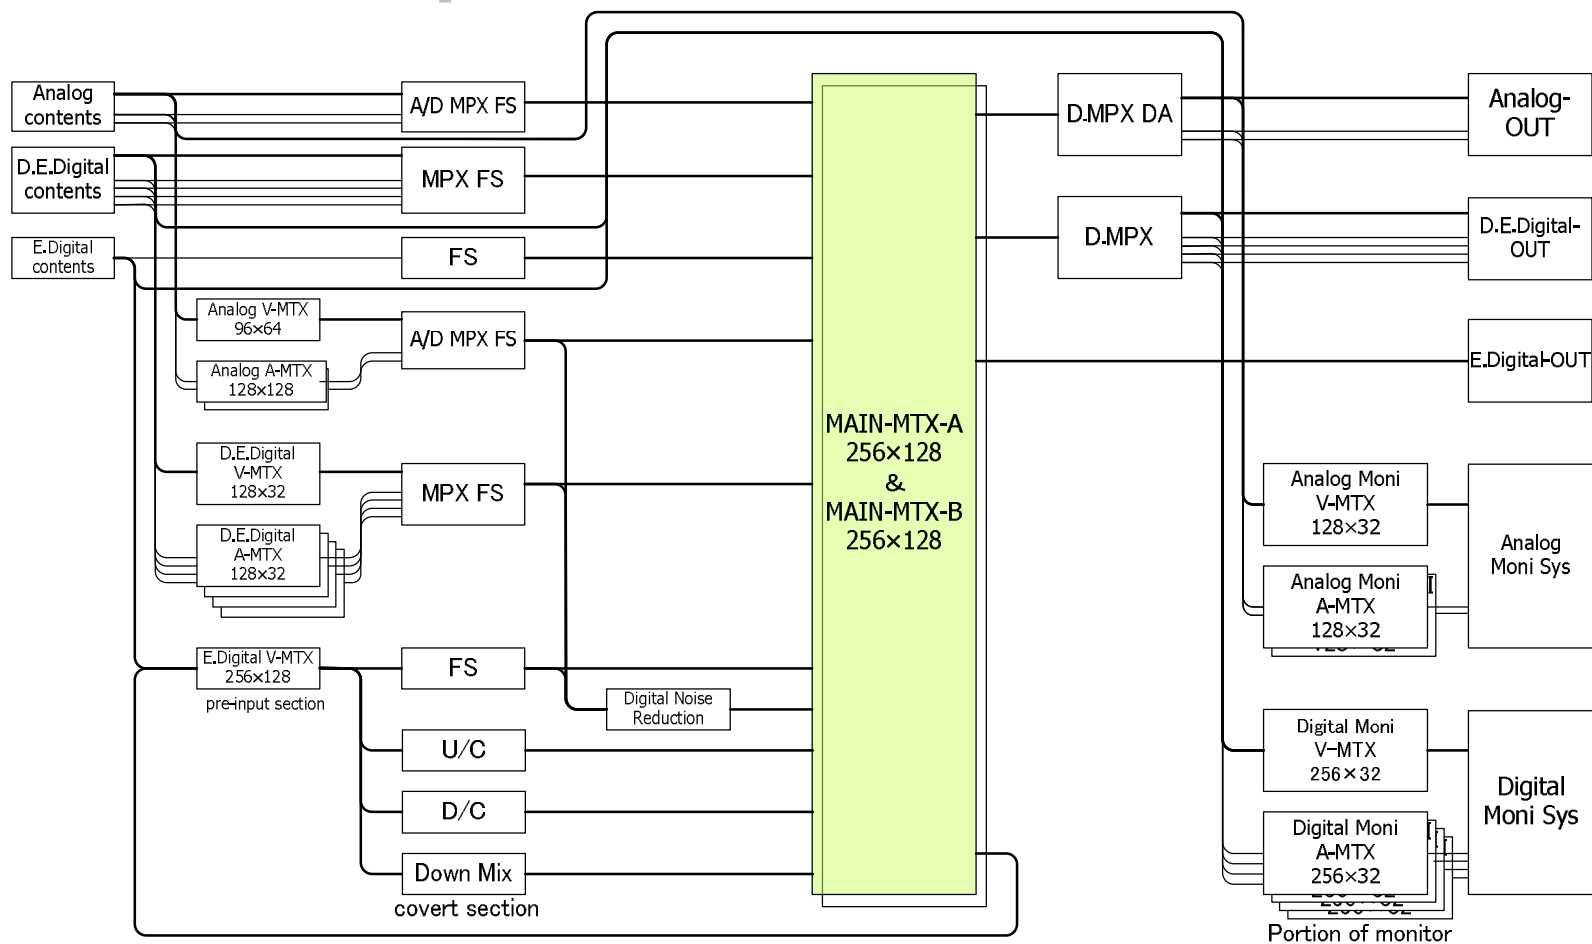 Analog
contents
A/D MPX FS
D.MPX DA
Analog-
OUT
D.E.Digital
contents
MPX FS
D.MPX
D.E.Digital-
OUT
E.Digital
contents
FS
Analog V-MTX
96×64
A/D MPX FS
E.Digital-OUT
Analog A-MTX
128×128
MAIN-MTX-A
256×128
&
MAIN-MTX-B
256×128
D.E.Digital
V-MTX
128×32
MPX FS
Analog Moni
V-MTX
128×32
Analog
Moni Sys
D.E.Digital
A-MTX
128×32
Analog Moni
A-MTX
128×32
E.Digital V-MTX
256×128
pre-input section
FS
Digital Noise
Reduction
U/C
Digital Moni
V-MTX
256×32
Digital
Moni Sys
D/C
Digital Moni
A-MTX
256×32
Down Mix
covert section
Portion of monitor